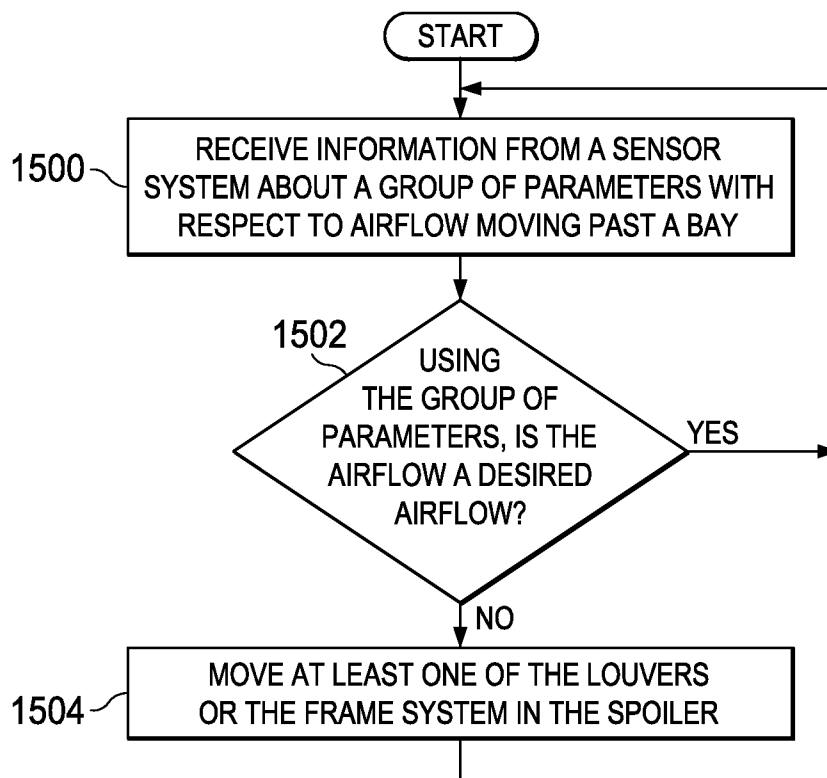 START
1500
RECEIVE INFORMATION FROM A SENSOR
SYSTEM ABOUT A GROUP OF PARAMETERS WITH
RESPECT TO AIRFLOW MOVING PAST A BAY
1502
USING
THE GROUP OF
PARAMETERS, IS THE
AIRFLOW A DESIRED
AIRFLOW?
YES
NO
1504
MOVE AT LEAST ONE OF THE LOUVERS
OR THE FRAME SYSTEM IN THE SPOILER